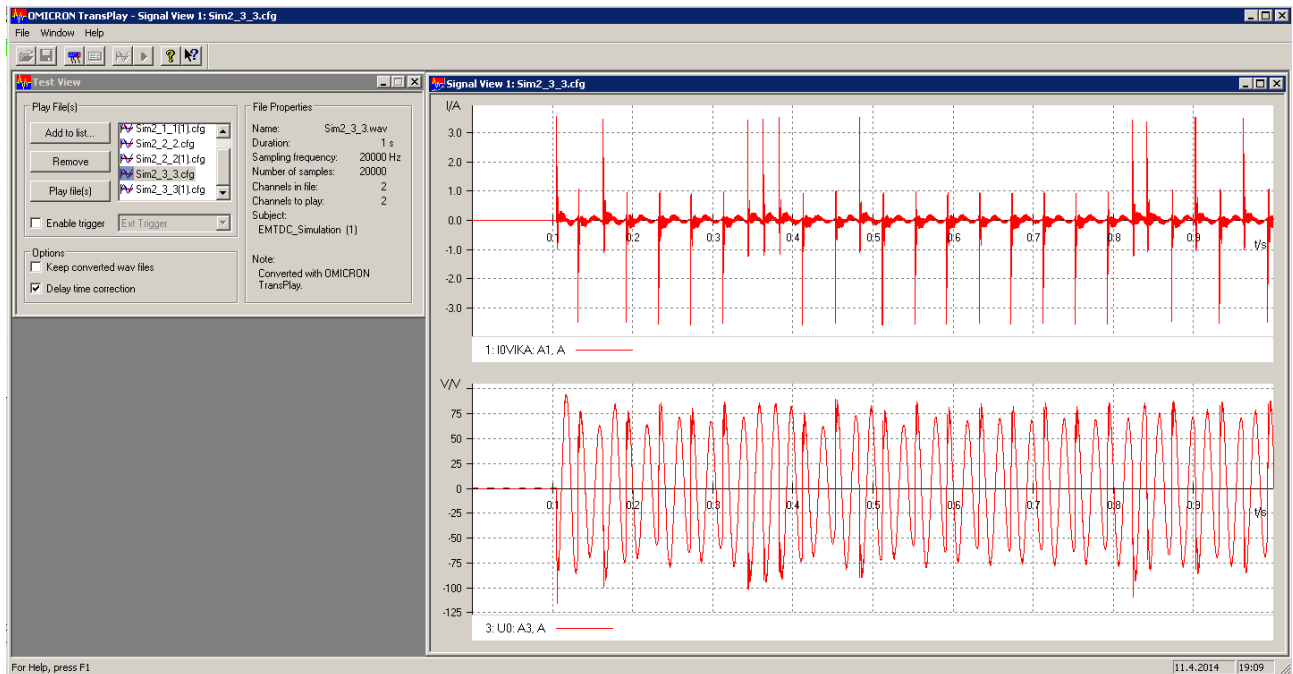 OMICRON TransPlay - Signal View 1: Sim2_3_3.cfg
File Window Help
Test View
Play File(s)
Add to list...
Remove
Play file(s)
Sim2_1_1(1).cfg
Sim2_2_2.cfg
Sim2_2_2(1).cfg
Sim2_3_3.cfg
Sim2_3_3(1).cfg
Enable trigger
Ext Trigger
Options
Keep converted wav files
Delay time correction
File Properties
Name: Sim2_3_3.wav
Duration: 1 s
Sampling frequency: 20000 Hz
Number of samples: 20000
Channels in file: 2
Channels to play: 2
Subject:
EMTDC_Simulation (1)
Note:
Converted with OMICRON
TransPlay.
Signal View 1: Sim2_3_3.cfg
I/A
3.0
2.0
1.0
0.0
-1.0
-2.0
-3.0
0.1 0.2 0.3 0.4 0.5 0.6 0.7 0.8 0.9 t/s
1: I0VIKA: A1, A
V/V
75
50
25
0
-25
-50
-75
-100
-125
0.1 0.2 0.3 0.4 0.5 0.6 0.7 0.8 0.9 t/s
3: U0: A3, A
For Help, press F1
11.4.2014 19:09